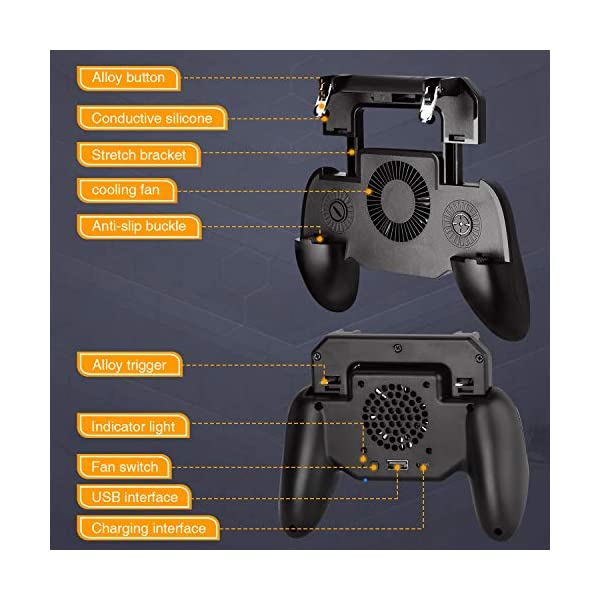 Alloy button
Conductive silicone
Stretch bracket
cooling fan
Anti-slip buckle
Alloy trigger
Indicator light
Fan switch
USB interface
Charging interface